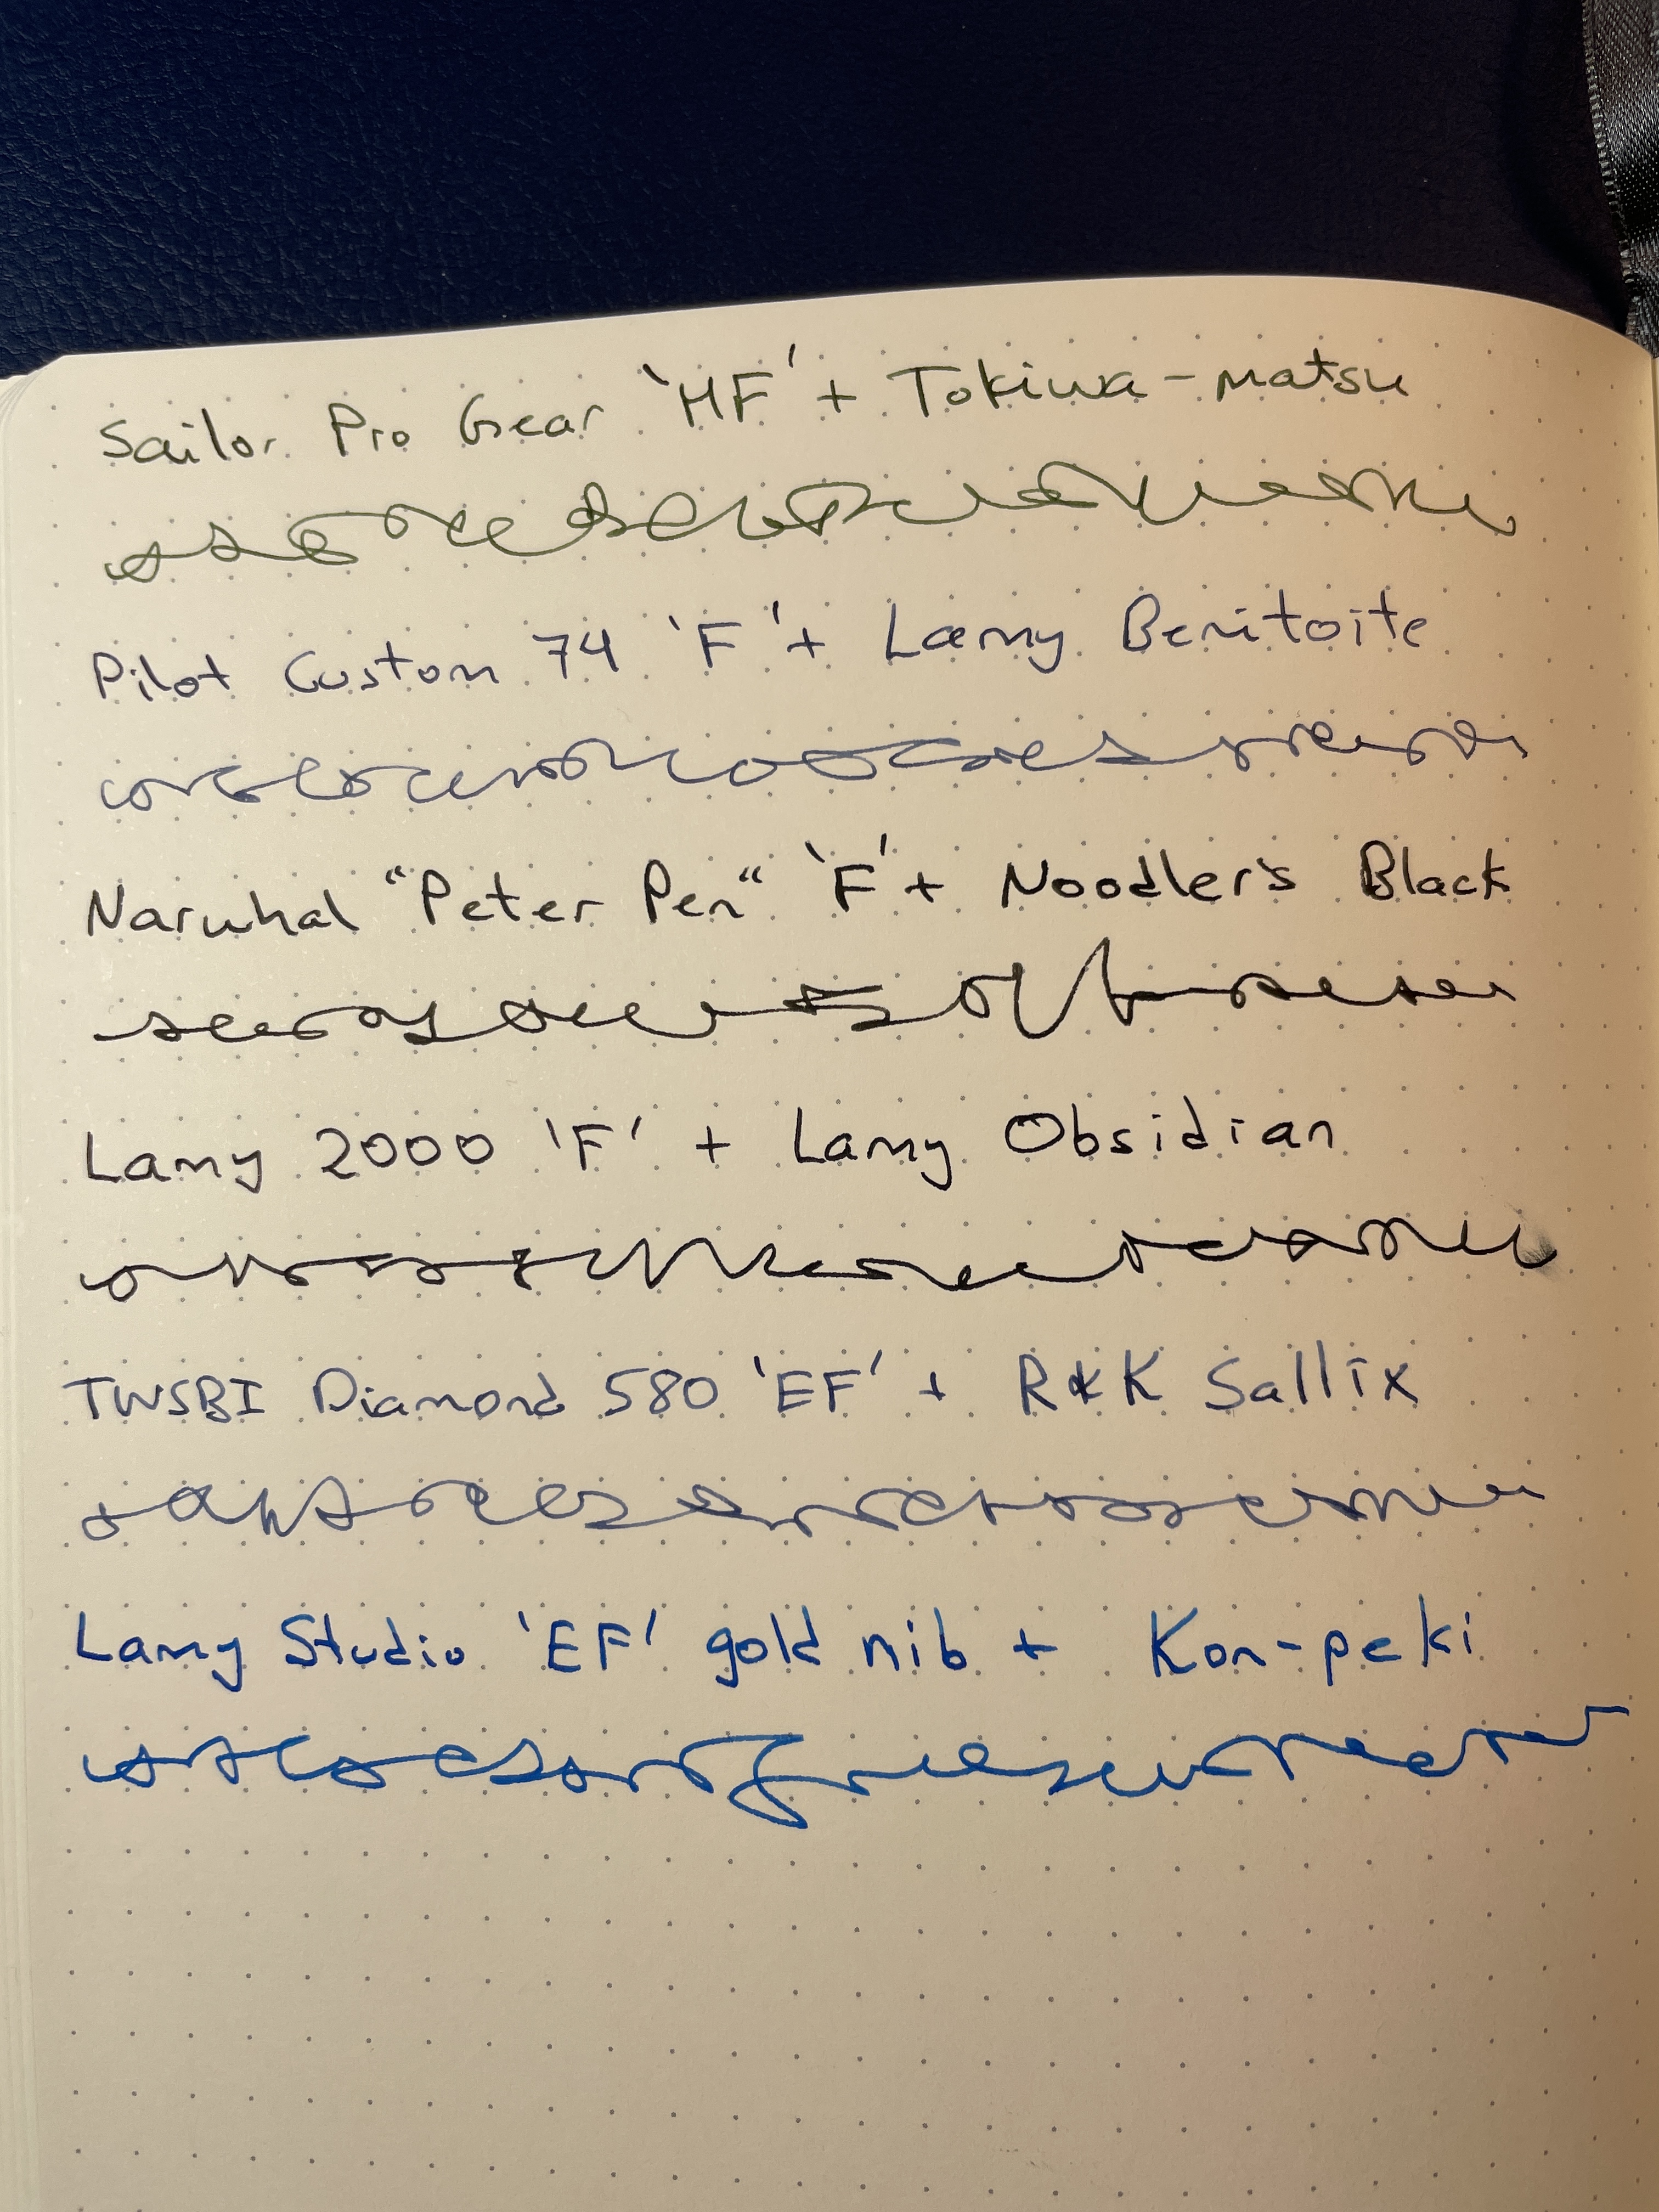 Sailor Pro Gear 'MF' + Tokiwa-matsu
Pilot Custom 74 'F' + Lamy Benitoite
Narwhal "Peter Pen" 'F' + Noodler's Black
Lamy 2000 'F' + Lamy Obsidian
TWSBI Diamond 580 'EF' + R&K Sallix
Lamy Studio 'EF' gold nib + Kon-peki